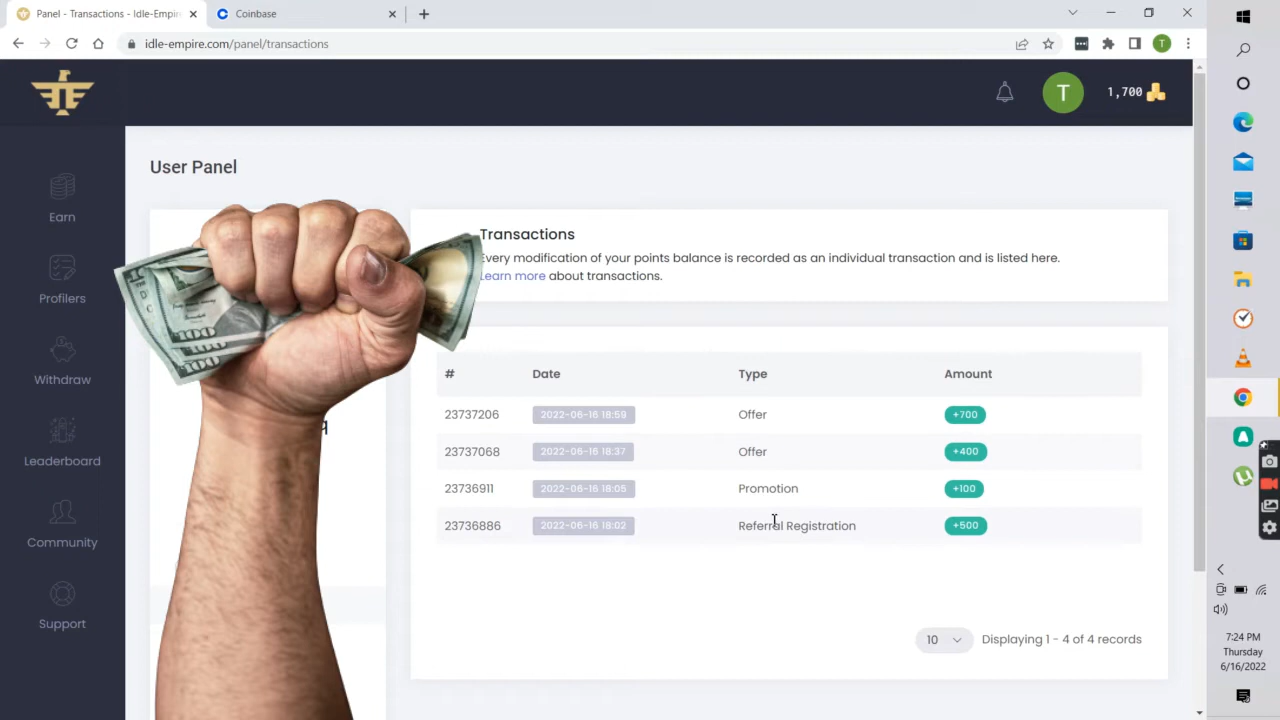 Panel - Transactions - Idle-Empir
Coinbase
idle-empire.com/panel/transactions
T
T
1,700
User Panel
Earn
Profilers
Withdraw
Leaderboard
Community
Support
Transactions
Every modification of your points balance is recorded as an individual transaction and is listed here.
Learn more about transactions.
# Date Type Amount
23737206 2022-06-16 18:59 Offer +700
23737068 2022-06-16 18:37 Offer +400
23736911 2022-06-16 18:05 Promotion +100
23736886 2022-06-16 18:02 Referral Registration +500
10 Displaying 1 - 4 of 4 records
100
100
7:24 PM
Thursday
6/16/2022